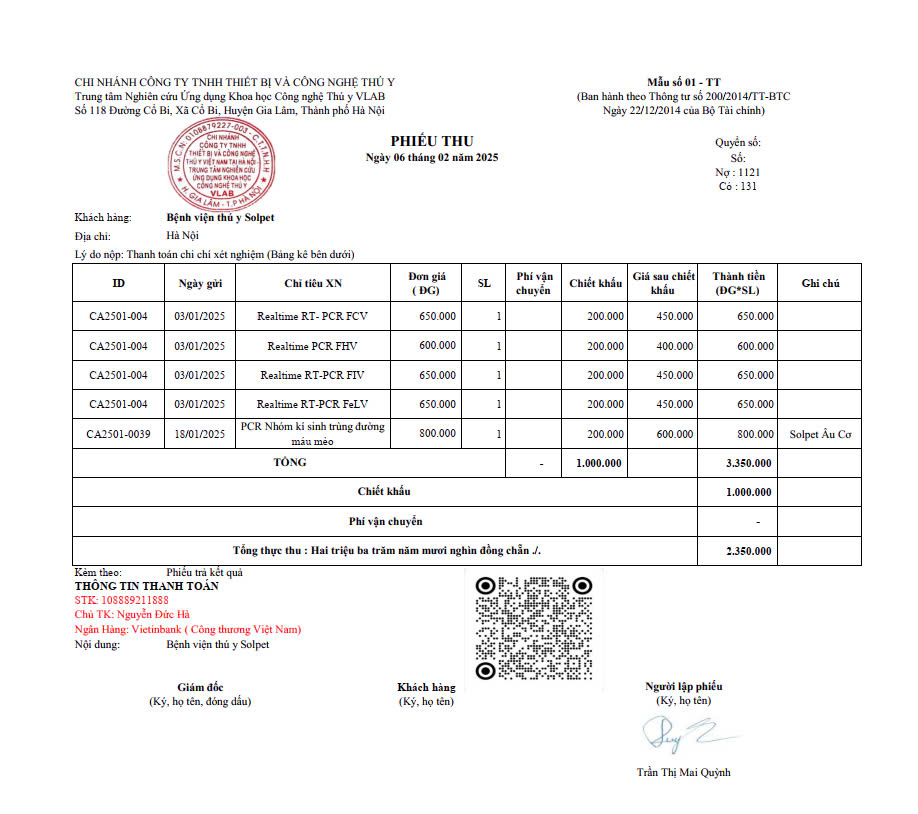 CHI NHÁNH CÔNG TY TNHH THIẾT BỊ VÀ CÔNG NGHỆ THÚ Y
Trung tâm Nghiên cứu Ứng dụng Khoa học Công nghệ Thú y VLAB
Số 118 Đường Cổ Bi, Xã Cổ Bi, Huyện Gia Lâm, Thành phố Hà Nội
Mẫu số 01 - TT
(Ban hành theo Thông tư số 200/2014/TT-BTC
Ngày 22/12/2014 của Bộ Tài chính)
M.S.C.N:0108879227-003-C.T.T.N.H.H
CHI NHÁNH
CÔNG TY TNHH
THIẾT BỊ VÀ CÔNG NGHỆ
THÚ Y VIỆT NAM TẠI HÀ NỘI -
TRUNG TÂM NGHIÊN CỨU
ỨNG DỤNG KHOA HỌC
CÔNG NGHỆ THÚ Y
VLAB
H. GIA LÂM - T.P HÀ NỘI
PHIẾU THU
Ngày 06 tháng 02 năm 2025
Quyển số:
Số:
Nợ : 1121
Có : 131
Khách hàng: Bệnh viện thú y Solpet
Địa chỉ: Hà Nội
Lý do nộp: Thanh toán chi chí xét nghiệm (Bảng kê bên dưới)
ID Ngày gửi Chỉ tiêu XN Đơn giá ( ĐG) SL Phí vận chuyển Chiết khấu Giá sau chiết khấu Thành tiền (ĐG*SL) Ghi chú
CA2501-004 03/01/2025 Realtime RT- PCR FCV 650.000 1 200.000 450.000 650.000
CA2501-004 03/01/2025 Realtime PCR FHV 600.000 1 200.000 400.000 600.000
CA2501-004 03/01/2025 Realtime RT-PCR FIV 650.000 1 200.000 450.000 650.000
CA2501-004 03/01/2025 Realtime RT-PCR FeLV 650.000 1 200.000 450.000 650.000
CA2501-0039 18/01/2025 PCR Nhóm kí sinh trùng đường máu mèo 800.000 1 200.000 600.000 800.000 Solpet Âu Cơ
TỔNG - 1.000.000 3.350.000
Chiết khấu 1.000.000
Phí vận chuyển -
Tổng thực thu : Hai triệu ba trăm năm mươi nghìn đồng chẵn ./. 2.350.000
Kèm theo: Phiếu trả kết quả
THÔNG TIN THANH TOÁN
STK: 108889211888
Chủ TK: Nguyễn Đức Hà
Ngân Hàng: Vietinbank ( Công thương Việt Nam)
Nội dung: Bệnh viện thú y Solpet
Giám đốc
(Ký, họ tên, đóng dấu)
Khách hàng
(Ký, họ tên)
Người lập phiếu
(Ký, họ tên)
Trần Thị Mai Quỳnh